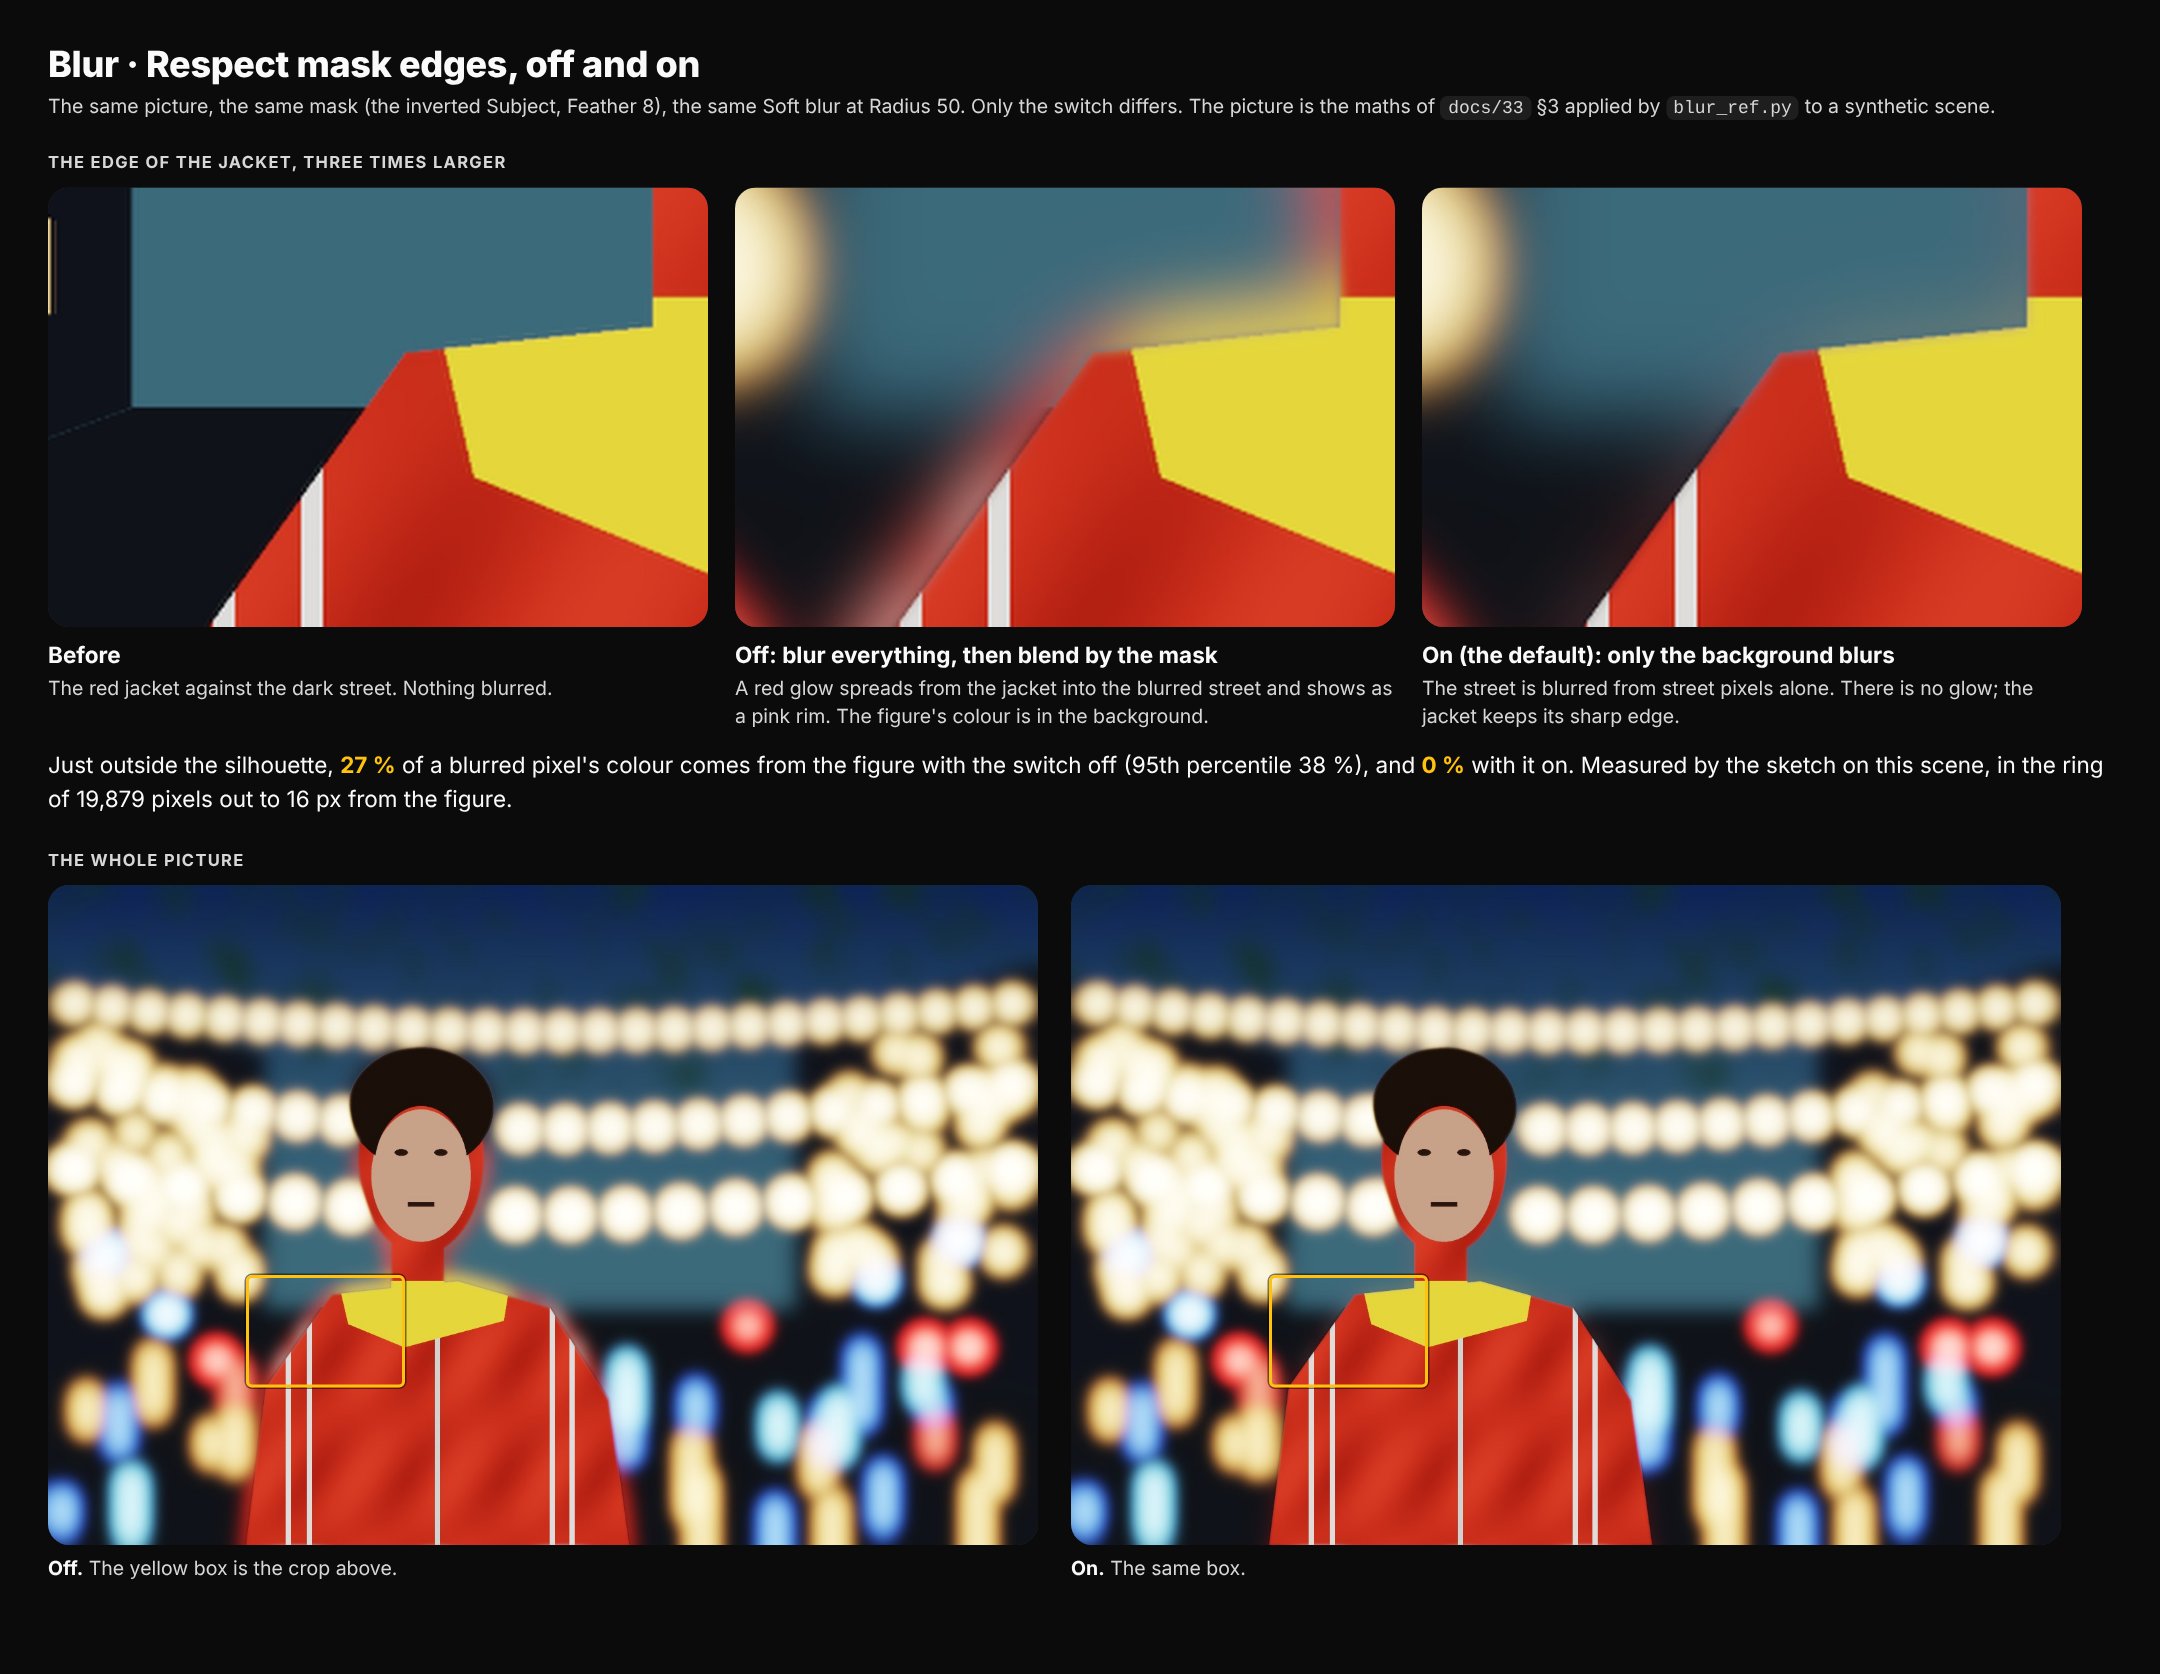 Blur · Respect mask edges, off and on
The same picture, the same mask (the inverted Subject, Feather 8), the same Soft blur at Radius 50. Only the switch differs. The picture is the maths of docs/33 §3 applied by blur_ref.py to a synthetic scene.
THE EDGE OF THE JACKET, THREE TIMES LARGER
Before
The red jacket against the dark street. Nothing blurred.
Off: blur everything, then blend by the mask
A red glow spreads from the jacket into the blurred street and shows as
a pink rim. The figure's colour is in the background.
On (the default): only the background blurs
The street is blurred from street pixels alone. There is no glow; the
jacket keeps its sharp edge.
Just outside the silhouette, 27 % of a blurred pixel's colour comes from the figure with the switch off (95th percentile 38 %), and 0 % with it on. Measured by the sketch on this scene, in the ring
of 19,879 pixels out to 16 px from the figure.
THE WHOLE PICTURE
Off. The yellow box is the crop above.
On. The same box.